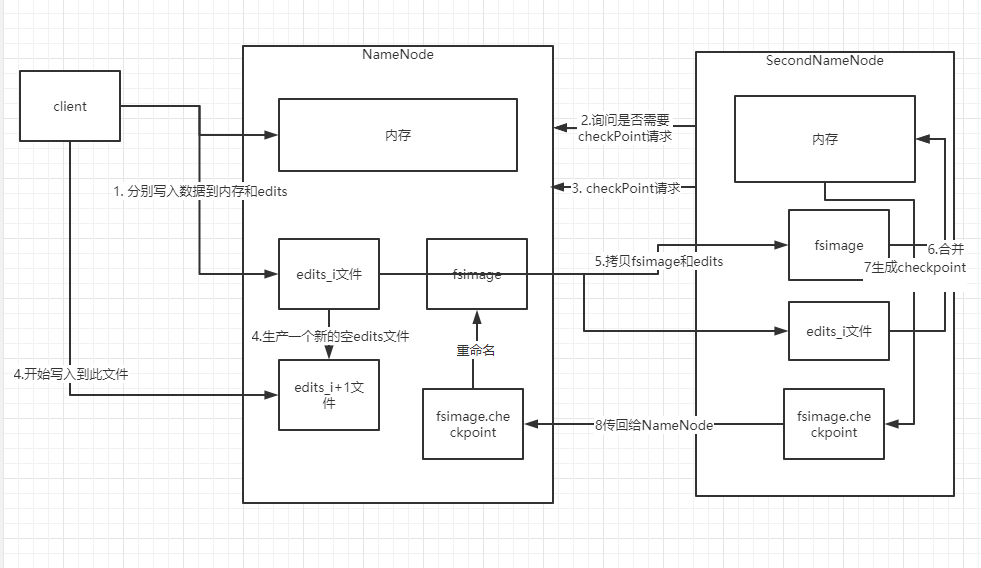 NameNode
SecondNameNode
client
内存
2.询问是否需要
checkPoint请求
内存
1. 分别写入数据到内存和edits
3. checkPoint请求
edits_i文件
fsimage
5.拷贝fsimage和edits
fsimage
6.合并
7生成checkpoint
4.生产一个新的空edits文件
edits_i文件
重命名
4.开始写入到此文件
edits_i+1文
件
fsimage.che
ckpoint
8传回给NameNode
fsimage.che
ckpoint